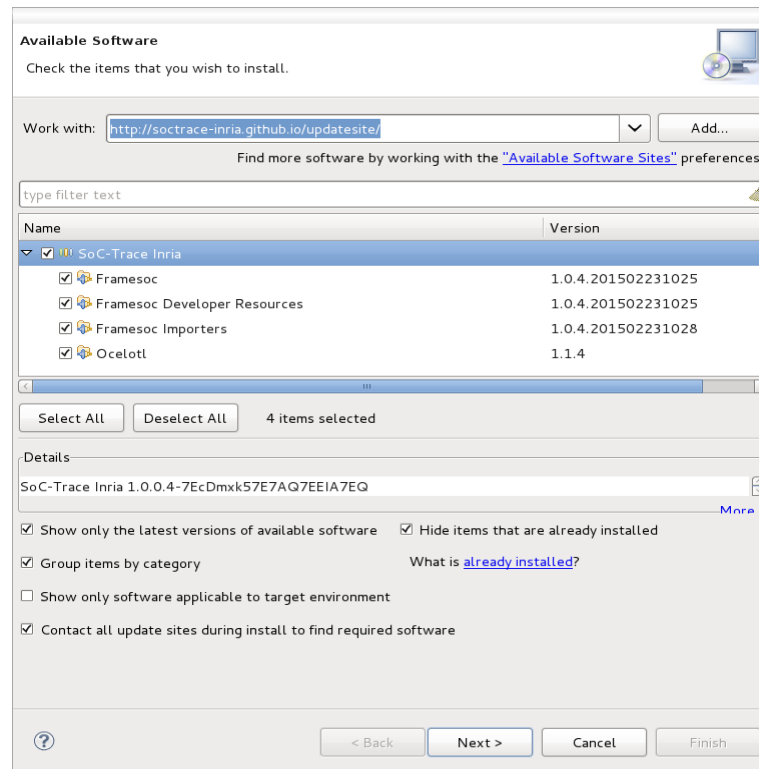 Available Software
Check the items that you wish to install.
Work with: http://soctrace-inria.github.io/updatesite/ Add...
Find more software by working with the "Available Software Sites" preferences
type filter text
Name Version
SoC-Trace Inria
Framesoc 1.0.4.201502231025
Framesoc Developer Resources 1.0.4.201502231025
Framesoc Importers 1.0.4.201502231028
Ocelotl 1.1.4
Select All Deselect All 4 items selected
Details
SoC-Trace Inria 1.0.0.4-7EcDmxk57E7AQ7EEIA7EQ
More
Show only the latest versions of available software Hide items that are already installed
Group items by category What is already installed?
Show only software applicable to target environment
Contact all update sites during install to find required software
? < Back Next > Cancel Finish